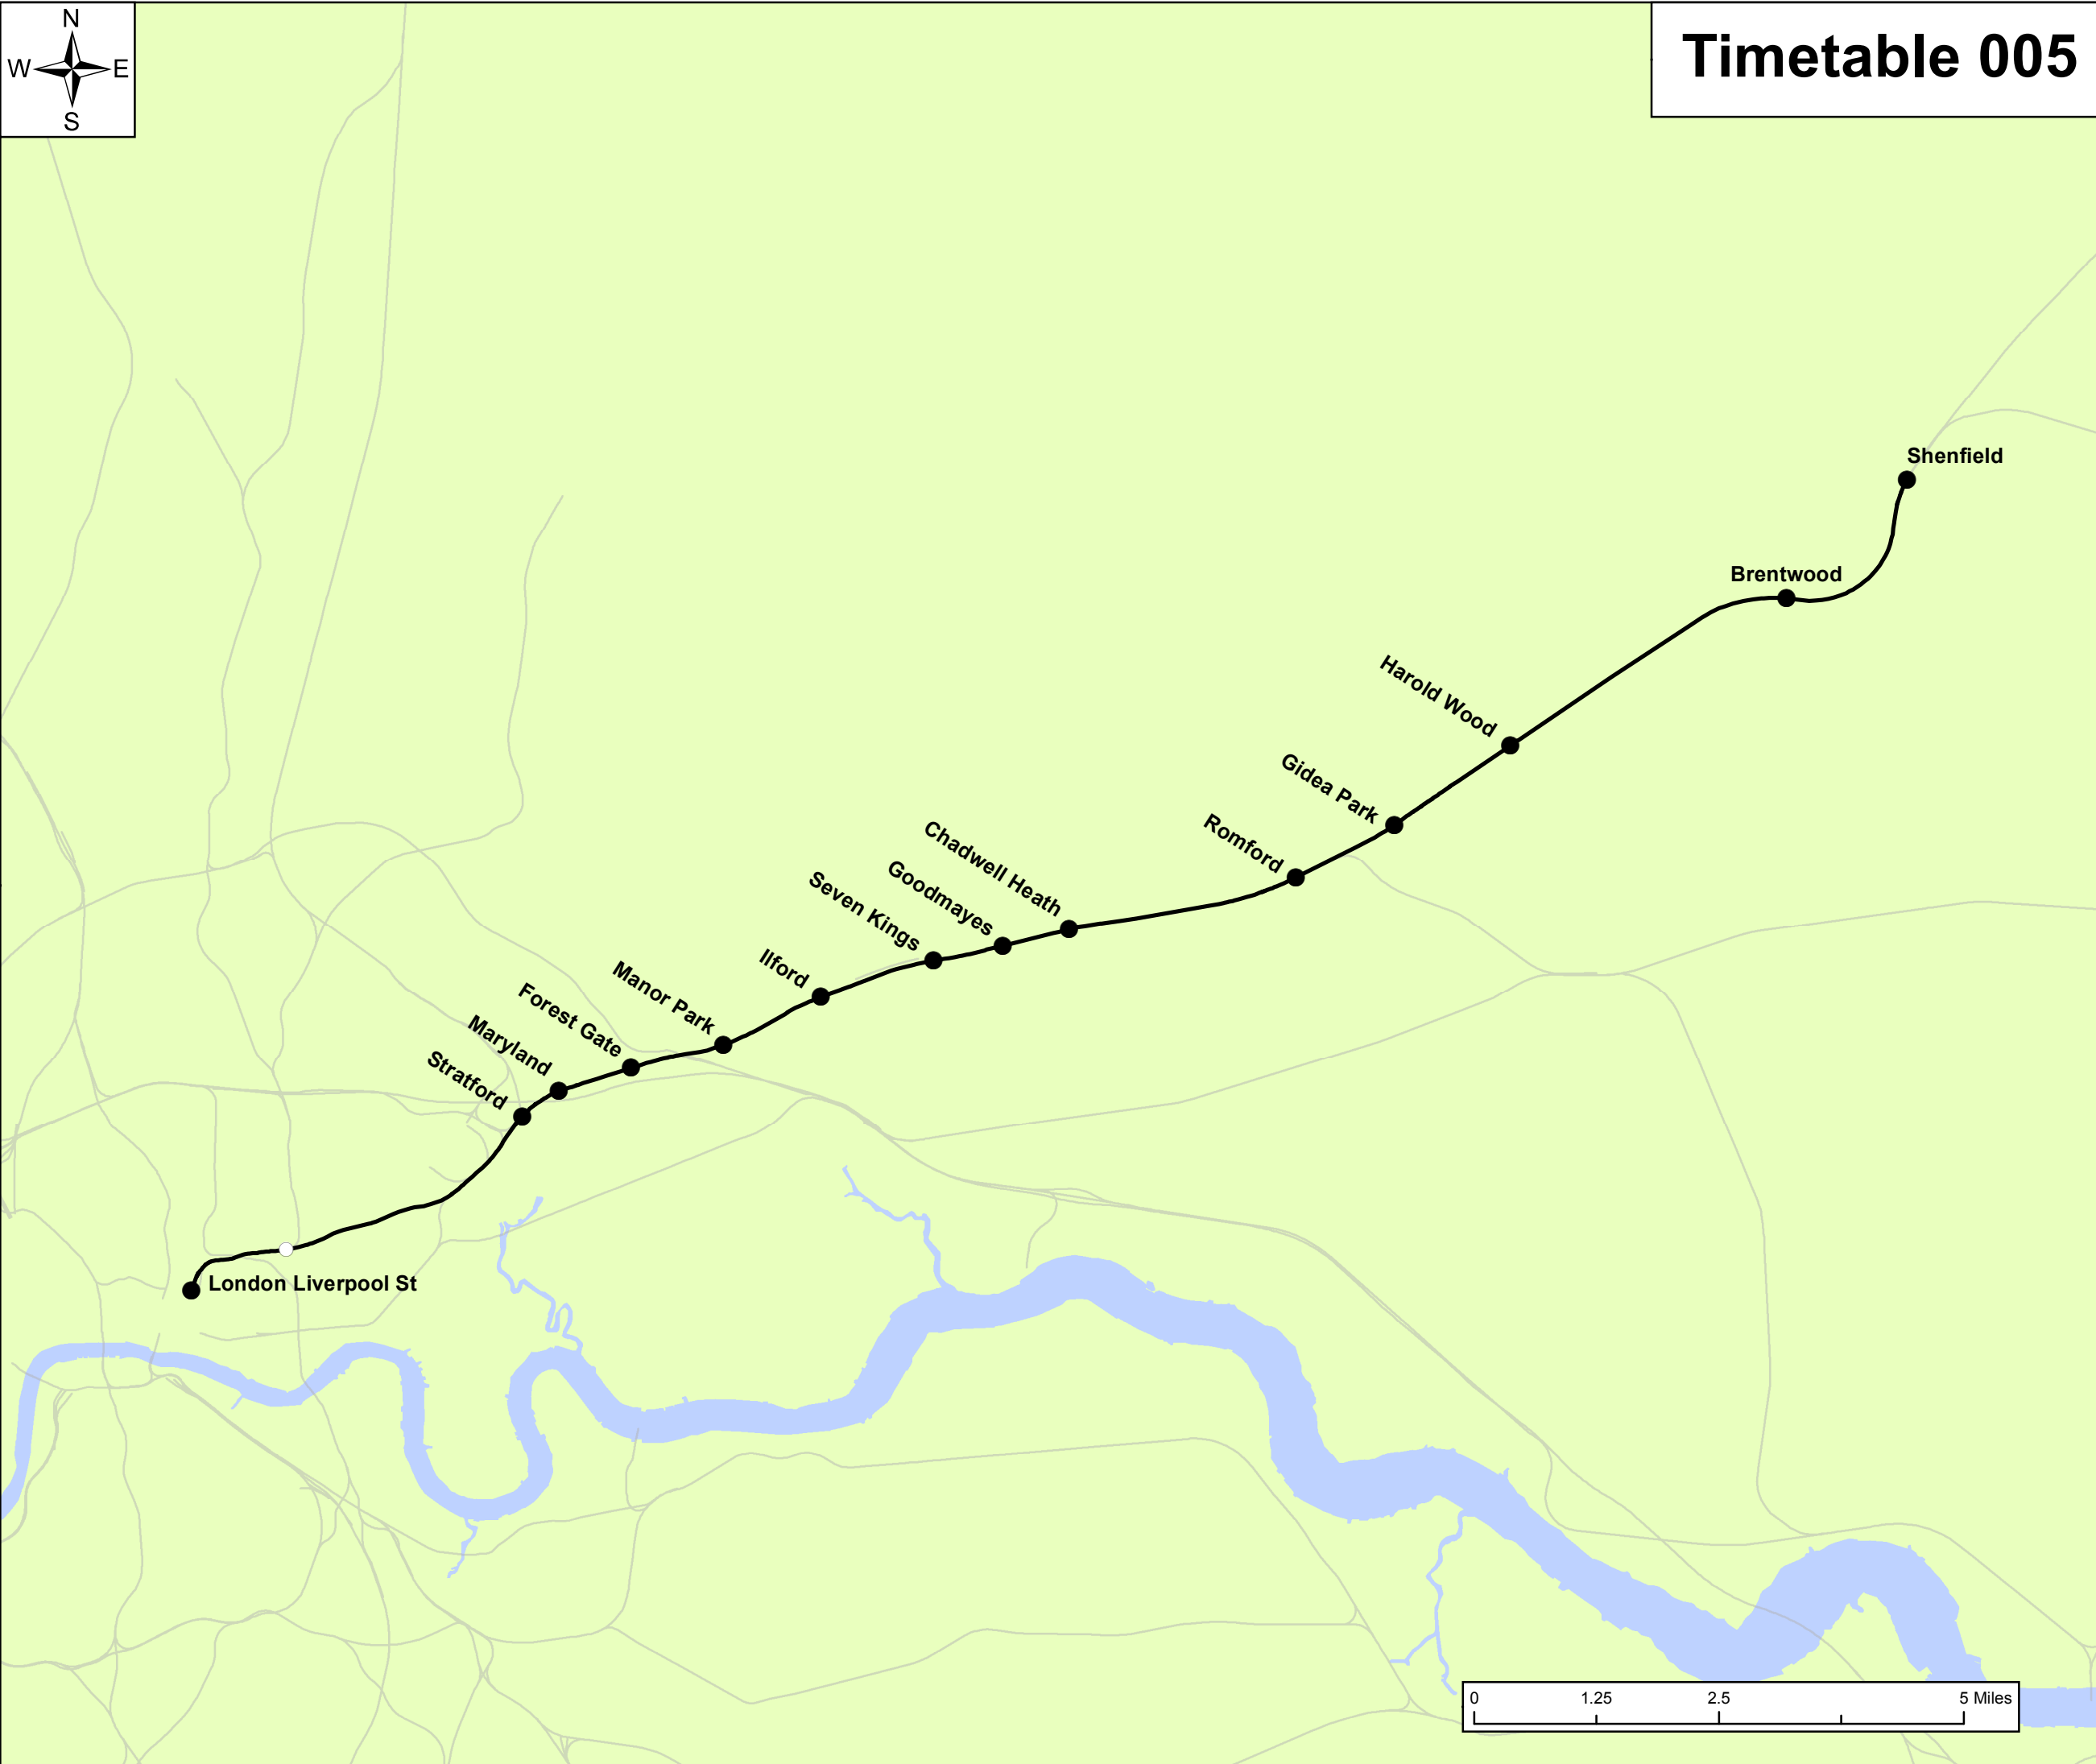 N
W E
S
Timetable 005
Shenfield
Brentwood
Harold Wood
Gidea Park
Romford
Chadwell Heath
Goodmayes
Seven Kings
Ilford
Manor Park
Forest Gate
Maryland
Stratford
London Liverpool St
0 1.25 2.5 5 Miles